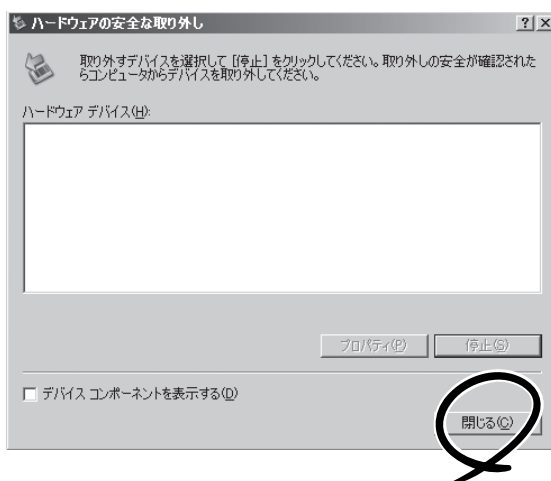 ハードウェアの安全な取り外し
取り外すデバイスを選択して [停止] をクリックしてください。取り外しの安全が確認された
らコンピュータからデバイスを取り外してください。
ハードウェア デバイス(H):
プロパティ(P) 停止(S)
デバイス コンポーネントを表示する(D)
閉じる(C)